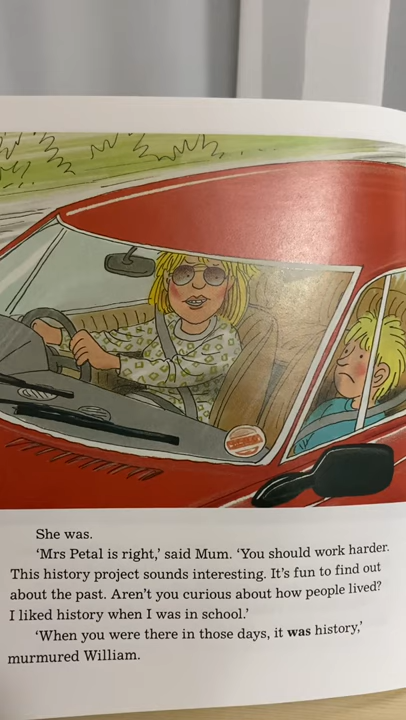 She was.
‘Mrs Petal is right,’ said Mum. ‘You should work harder.
This history project sounds interesting. It’s fun to find out
about the past. Aren’t you curious about how people lived?
I liked history when I was in school.’
‘When you were there in those days, it was history,’
murmured William.